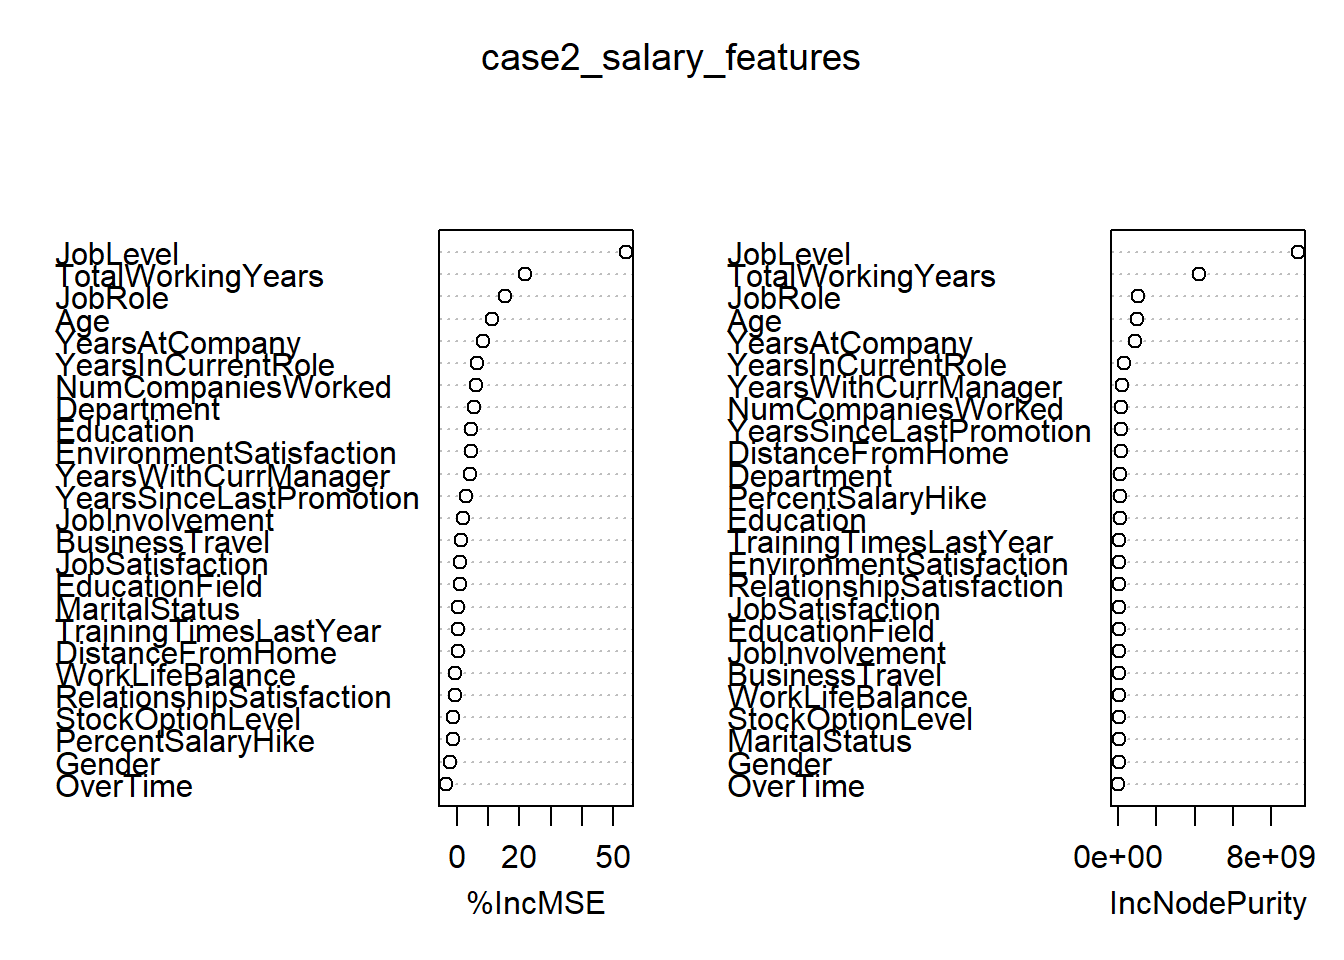 case2_salary_features
JobLevel
TotalWorkingYears
JobRole
Age
YearsAtCompany
YearsInCurrentRole
NumCompaniesWorked
Department
Education
EnvironmentSatisfaction
YearsWithCurrManager
YearsSinceLastPromotion
JobInvolvement
BusinessTravel
JobSatisfaction
EducationField
MaritalStatus
TrainingTimesLastYear
DistanceFromHome
WorkLifeBalance
RelationshipSatisfaction
StockOptionLevel
PercentSalaryHike
Gender
OverTime
0 20 50
%IncMSE
JobLevel
TotalWorkingYears
JobRole
Age
YearsAtCompany
YearsInCurrentRole
YearsWithCurrManager
NumCompaniesWorked
YearsSinceLastPromotion
DistanceFromHome
Department
PercentSalaryHike
Education
TrainingTimesLastYear
EnvironmentSatisfaction
RelationshipSatisfaction
JobSatisfaction
EducationField
JobInvolvement
BusinessTravel
WorkLifeBalance
StockOptionLevel
MaritalStatus
Gender
OverTime
0e+00 8e+09
IncNodePurity